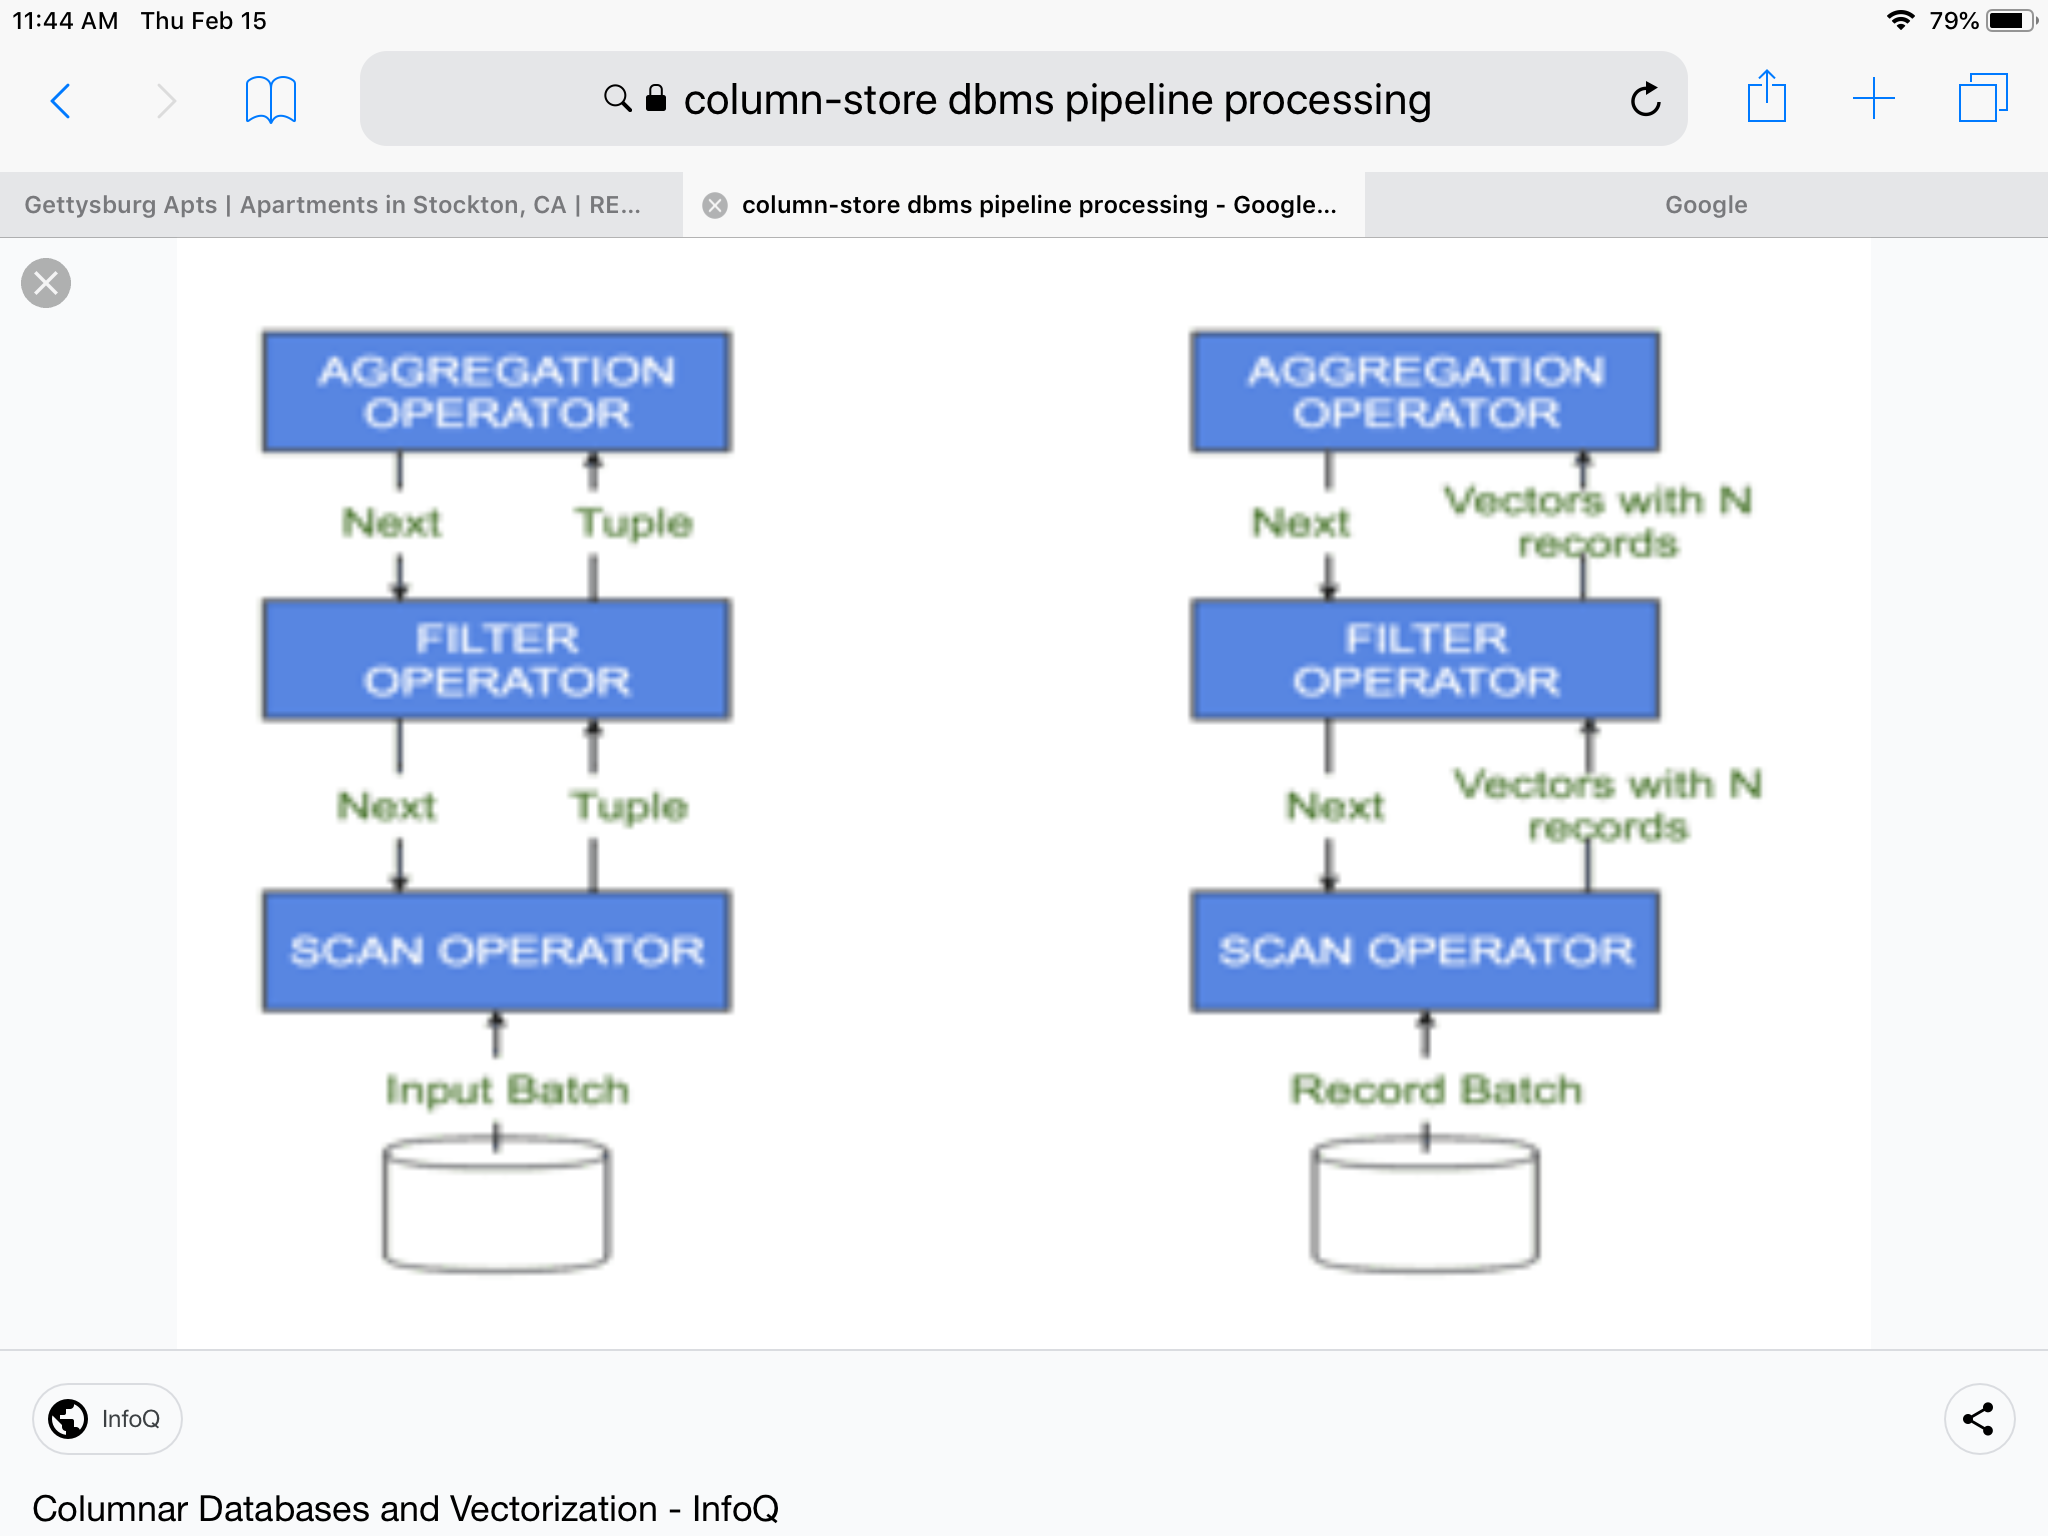 11:44 AM Thu Feb 15
79%
column-store dbms pipeline processing
Gettysburg Apts | Apartments in Stockton, CA | RE...
column-store dbms pipeline processing - Google...
Google
AGGREGATION
OPERATOR
Next
Tuple
FILTER
OPERATOR
Next
Tuple
SCAN OPERATOR
Input Batch
AGGREGATION
OPERATOR
Next
Vectors with N
records
FILTER
OPERATOR
Next
Vectors with N
records
SCAN OPERATOR
Record Batch
InfoQ
Columnar Databases and Vectorization - InfoQ